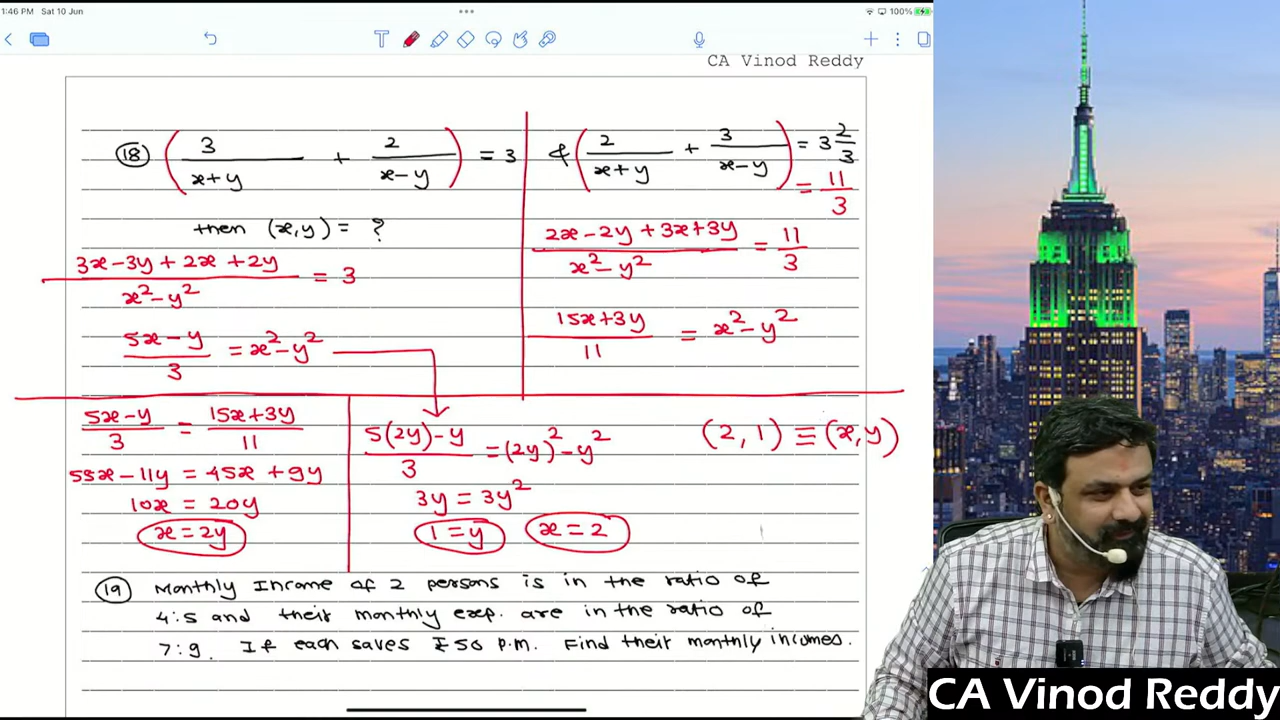 1:46 PM Sat 10 Jun
100%
CA Vinod Reddy
(18) (3/(x+y) + 2/(x-y)) = 3
then (x,y) = ?
(3x-3y+2x+2y)/(x²-y²) = 3
(5x-y)/3 = x²-y²
& (2/(x+y) + 3/(x-y)) = 3 2/3
= 11/3
(2x-2y+3x+3y)/(x²-y²) = 11/3
(15x+3y)/11 = x²-y²
(5x-y)/3 = (15x+3y)/11
55x-11y = 45x+9y
10x = 20y
x=2y
(5(2y)-y)/3 = (2y)²-y²
3y = 3y²
1=y x=2
(2,1) ≡ (x,y)
(19) Monthly Income of 2 persons is in the ratio of
4:5 and their monthly exp. are in the ratio of
7:9. If each saves ₹50 p.m. Find their monthly incomes.
CA Vinod Reddy